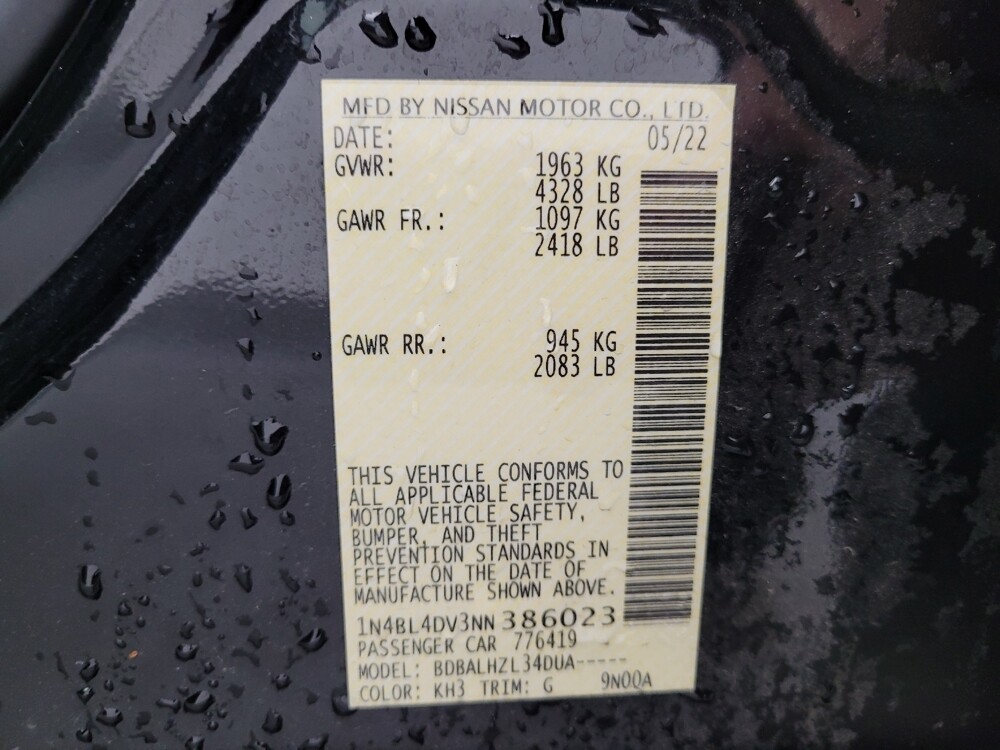 MFD BY NISSAN MOTOR CO., LTD.
DATE: 05/22
GVWR: 1963 KG
4328 LB
GAWR FR.: 1097 KG
2418 LB
GAWR RR.: 945 KG
2083 LB
THIS VEHICLE CONFORMS TO
ALL APPLICABLE FEDERAL
MOTOR VEHICLE SAFETY,
BUMPER, AND THEFT
PREVENTION STANDARDS IN
EFFECT ON THE DATE OF
MANUFACTURE SHOWN ABOVE.
1N4BL4DV3NN386023
PASSENGER CAR 776419
MODEL: BDBALHZL34DUA-----
COLOR: KH3 TRIM: G 9N00A